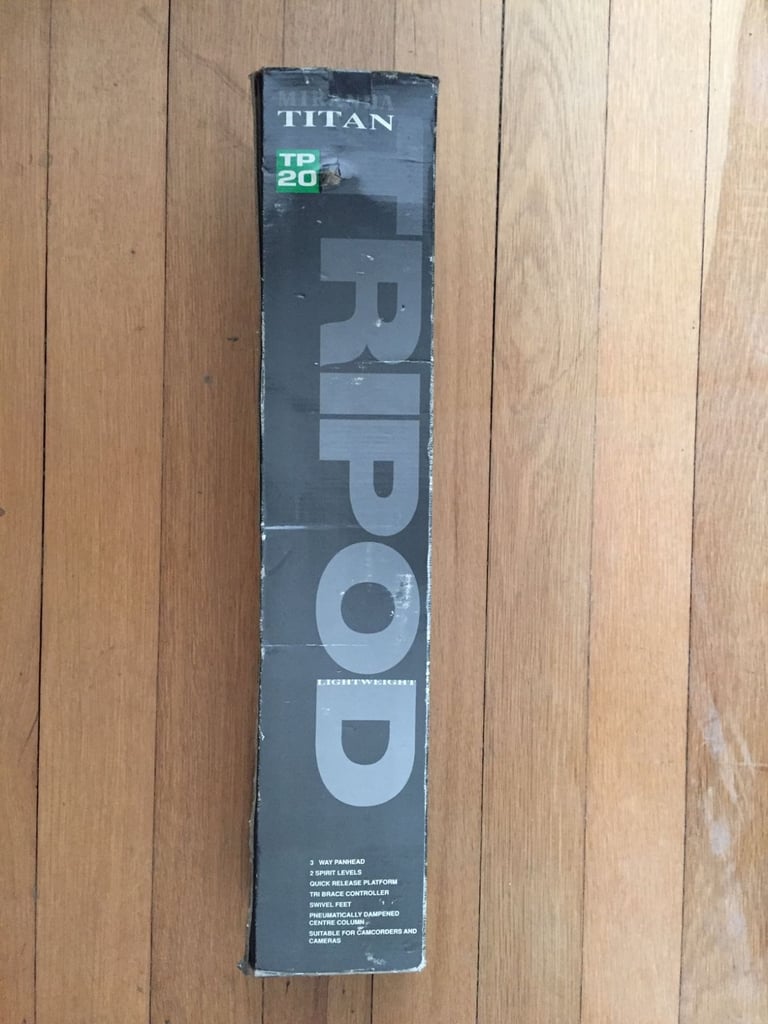 MIRANDA
TITAN
TP
20
TRIPOD
LIGHTWEIGHT
3 WAY PANHEAD
2 SPIRIT LEVELS
QUICK RELEASE PLATFORM
TRI BRACE CONTROLLER
SWIVEL FEET
PNEUMATICALLY DAMPENED
CENTRE COLUMN
SUITABLE FOR CAMCORDERS AND
CAMERAS